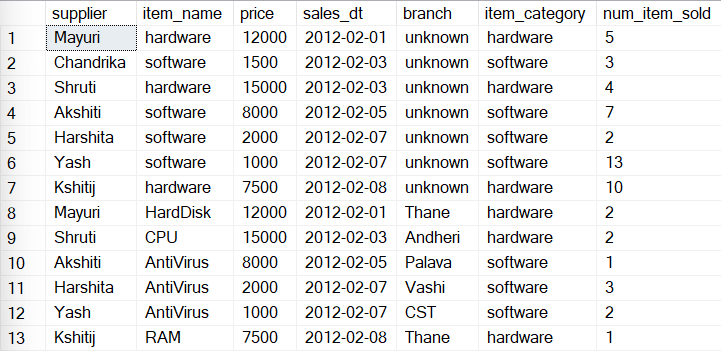 supplier item_name price sales_dt branch item_category num_item_sold
1 Mayuri hardware 12000 2012-02-01 unknown hardware 5
2 Chandrika software 1500 2012-02-03 unknown software 3
3 Shruti hardware 15000 2012-02-03 unknown hardware 4
4 Akshiti software 8000 2012-02-05 unknown software 7
5 Harshita software 2000 2012-02-07 unknown software 2
6 Yash software 1000 2012-02-07 unknown software 13
7 Kshitij hardware 7500 2012-02-08 unknown hardware 10
8 Mayuri HardDisk 12000 2012-02-01 Thane hardware 2
9 Shruti CPU 15000 2012-02-03 Andheri hardware 2
10 Akshiti AntiVirus 8000 2012-02-05 Palava software 1
11 Harshita AntiVirus 2000 2012-02-07 Vashi software 3
12 Yash AntiVirus 1000 2012-02-07 CST software 2
13 Kshitij RAM 7500 2012-02-08 Thane hardware 1